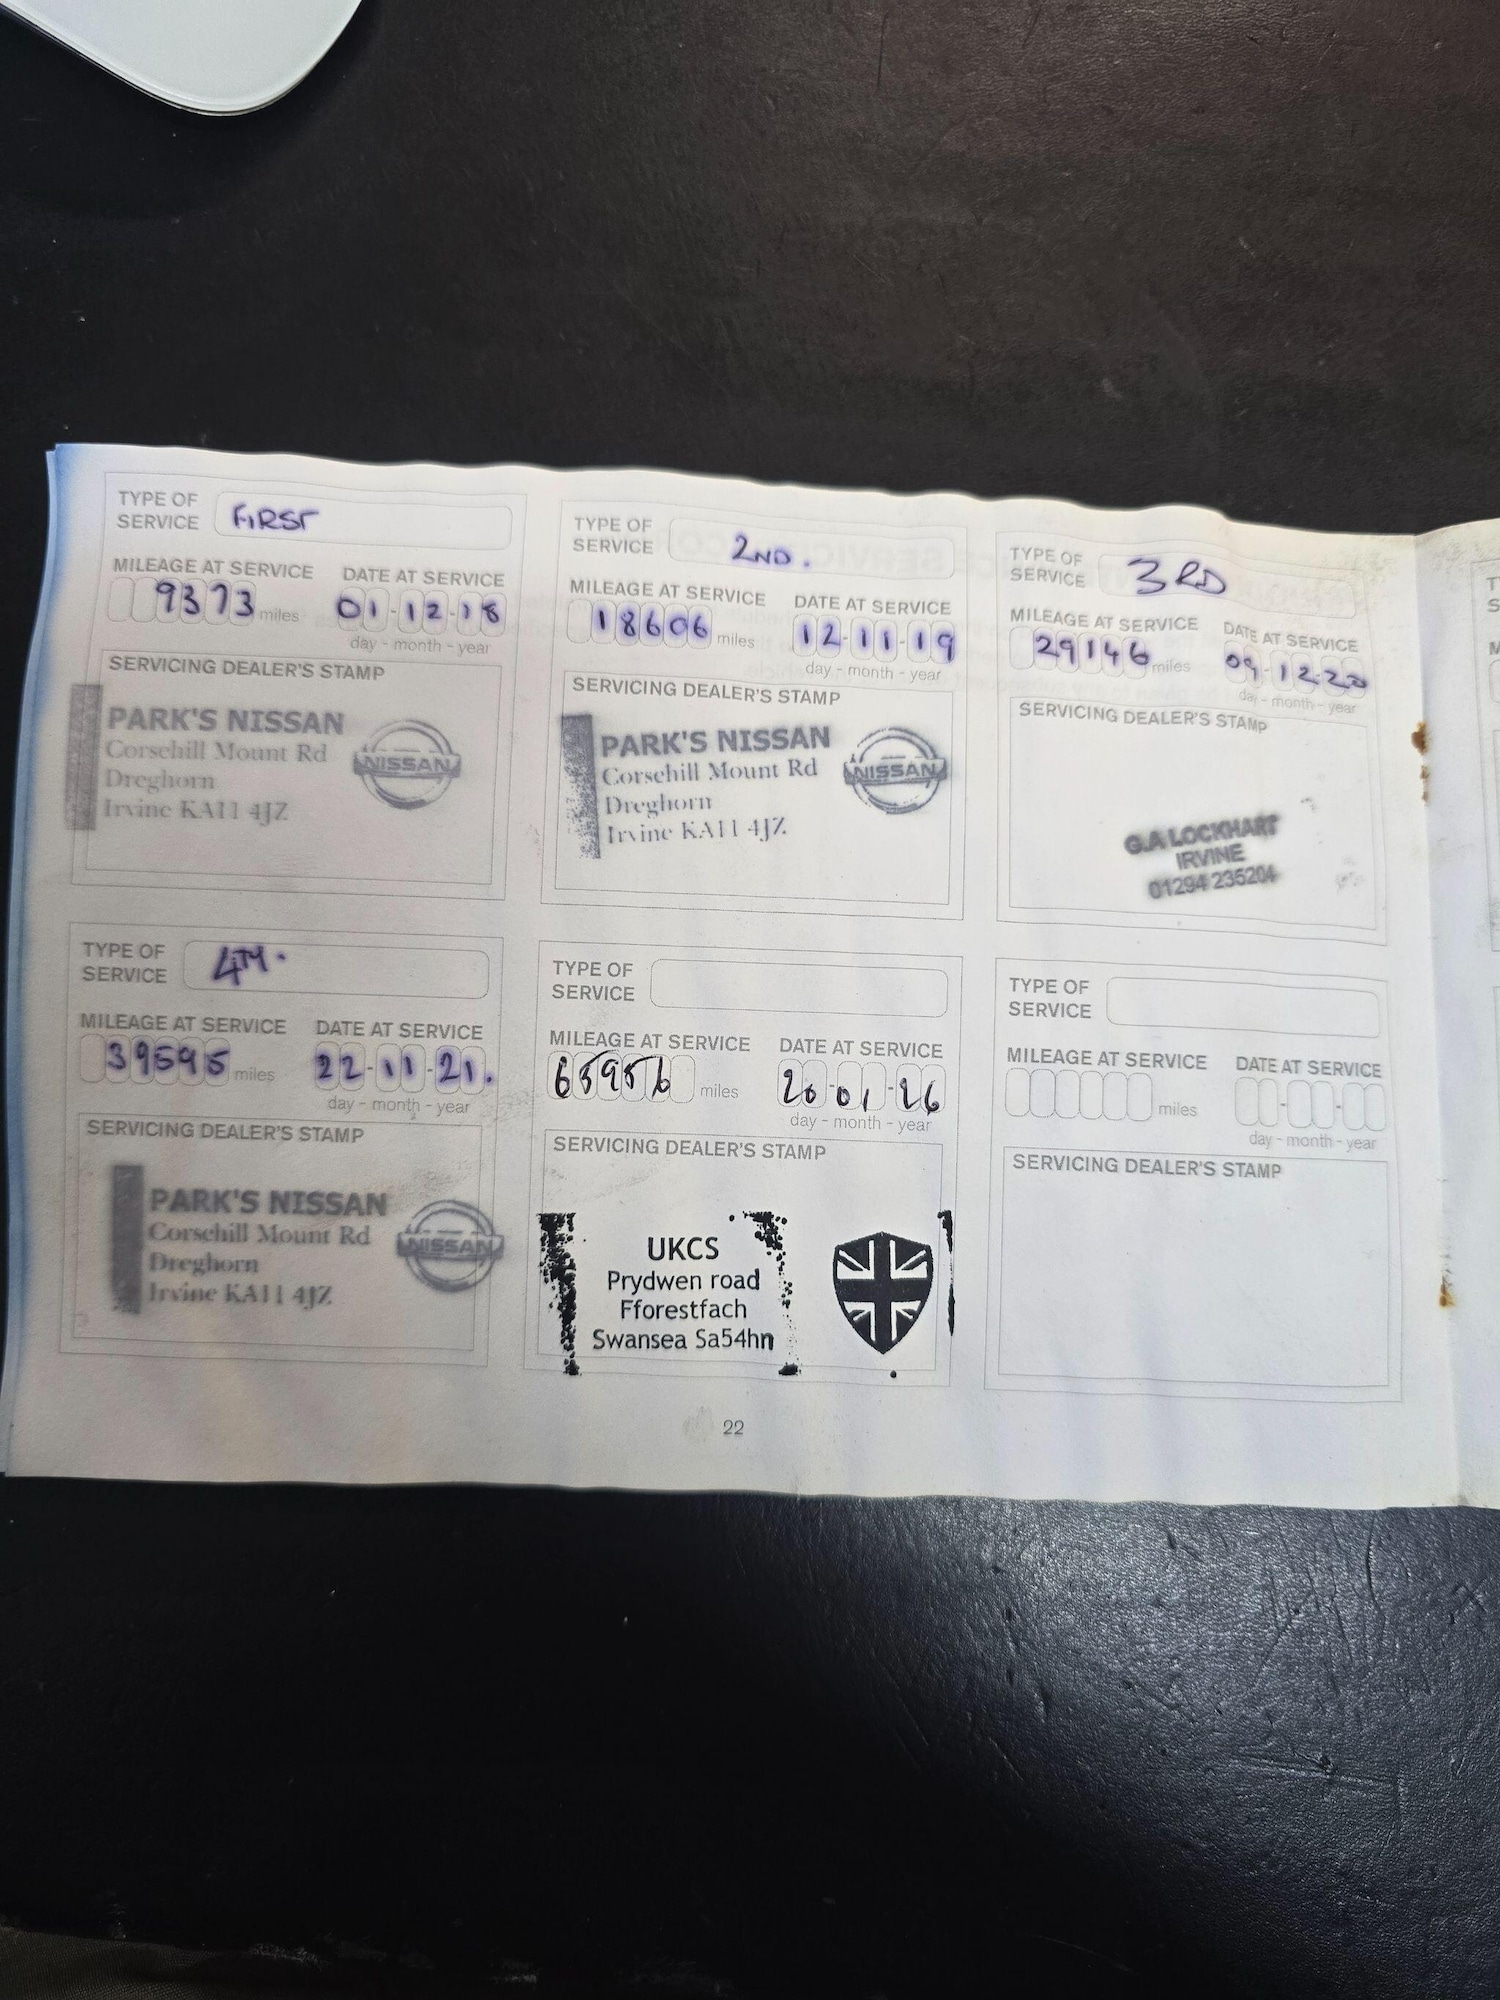 TYPE OF
SERVICE
FIRST
MILEAGE AT SERVICE
DATE AT SERVICE
9373 miles
01-12-18
day - month - year
SERVICING DEALER'S STAMP
PARK'S NISSAN
Corsehill Mount Rd
Dreghorn
Irvine KA11 4JZ
NISSAN
TYPE OF
SERVICE
2ND.
MILEAGE AT SERVICE
DATE AT SERVICE
18606 miles
12-11-19
day - month - year
SERVICING DEALER'S STAMP
PARK'S NISSAN
Corsehill Mount Rd
Dreghorn
Irvine KA11 4JZ
NISSAN
TYPE OF
SERVICE
3RD
MILEAGE AT SERVICE
DATE AT SERVICE
29146 miles
09-12-20
day - month - year
SERVICING DEALER'S STAMP
G.A LOCKHART
IRVINE
01294 235204
TYPE OF
SERVICE
4TH.
MILEAGE AT SERVICE
DATE AT SERVICE
39595 miles
22-11-21.
day - month - year
SERVICING DEALER'S STAMP
PARK'S NISSAN
Corsehill Mount Rd
Dreghorn
Irvine KA11 4JZ
NISSAN
TYPE OF
SERVICE
MILEAGE AT SERVICE
DATE AT SERVICE
65956 miles
20-01-26
day - month - year
SERVICING DEALER'S STAMP
UKCS
Prydwen road
Fforestfach
Swansea Sa54hn
TYPE OF
SERVICE
MILEAGE AT SERVICE
DATE AT SERVICE
miles
day - month - year
SERVICING DEALER'S STAMP
22